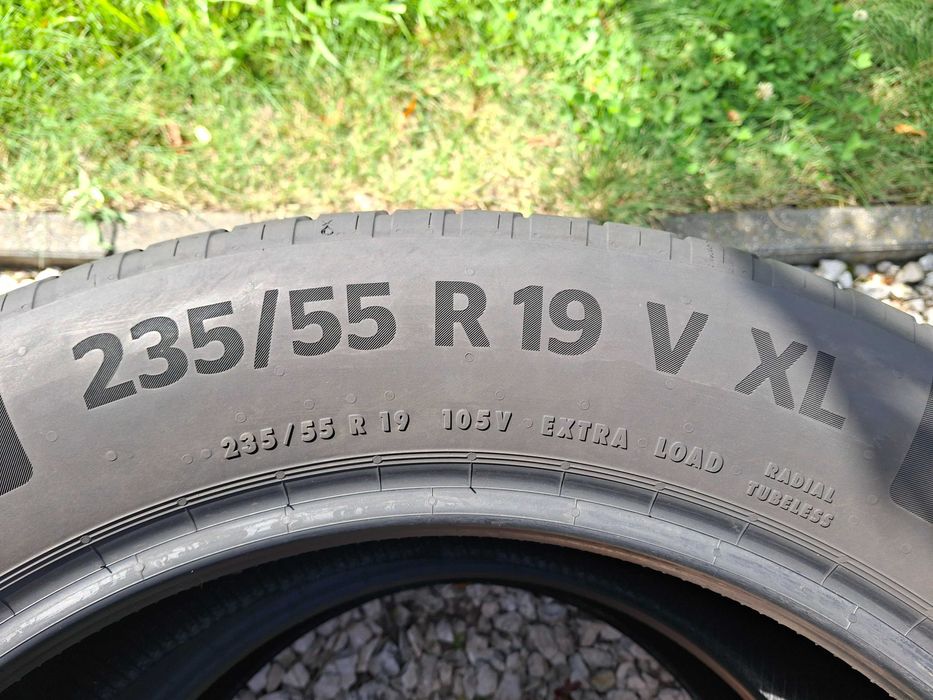 235/55 R 19 V XL
235/55 R 19 105V EXTRA LOAD
RADIAL
TUBELESS